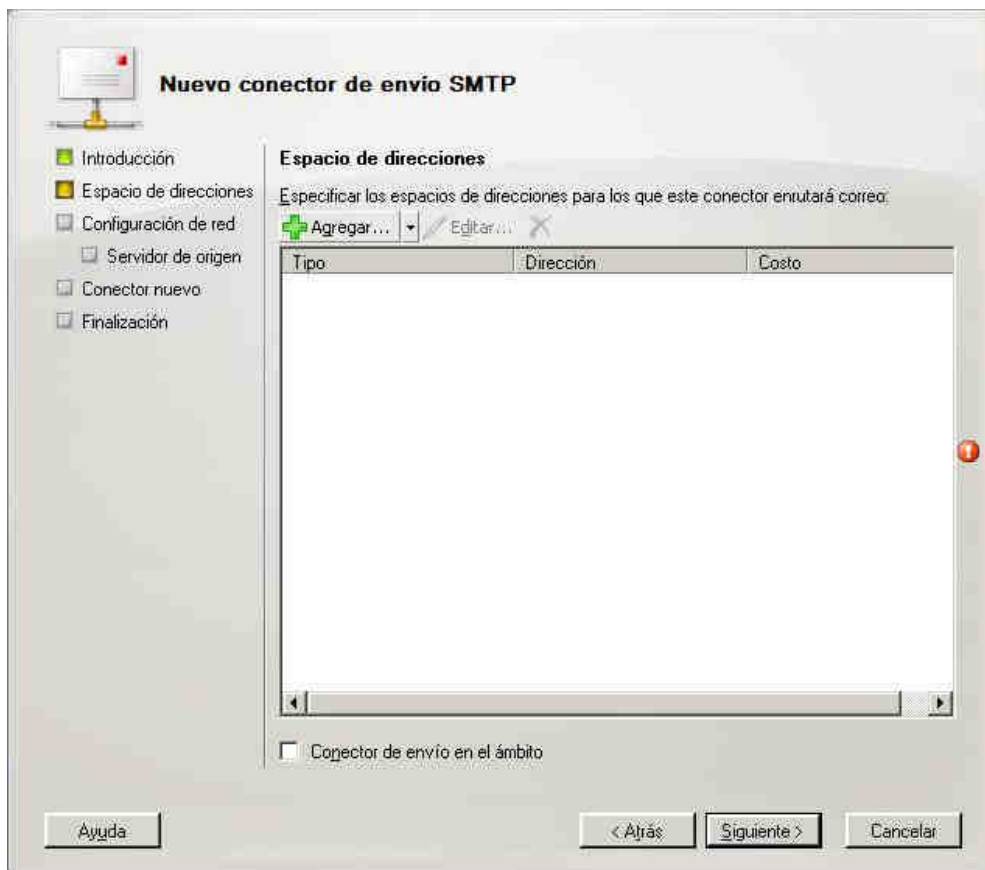 Nuevo conector de envío SMTP
Introducción
Espacio de direcciones
Configuración de red
Servidor de origen
Conector nuevo
Finalización
Espacio de direcciones
Especificar los espacios de direcciones para los que este conector enrutará correo:
Agregar... Editar...
Tipo Dirección Costo
Conector de envío en el ámbito
Ayuda < Atrás Siguiente > Cancelar